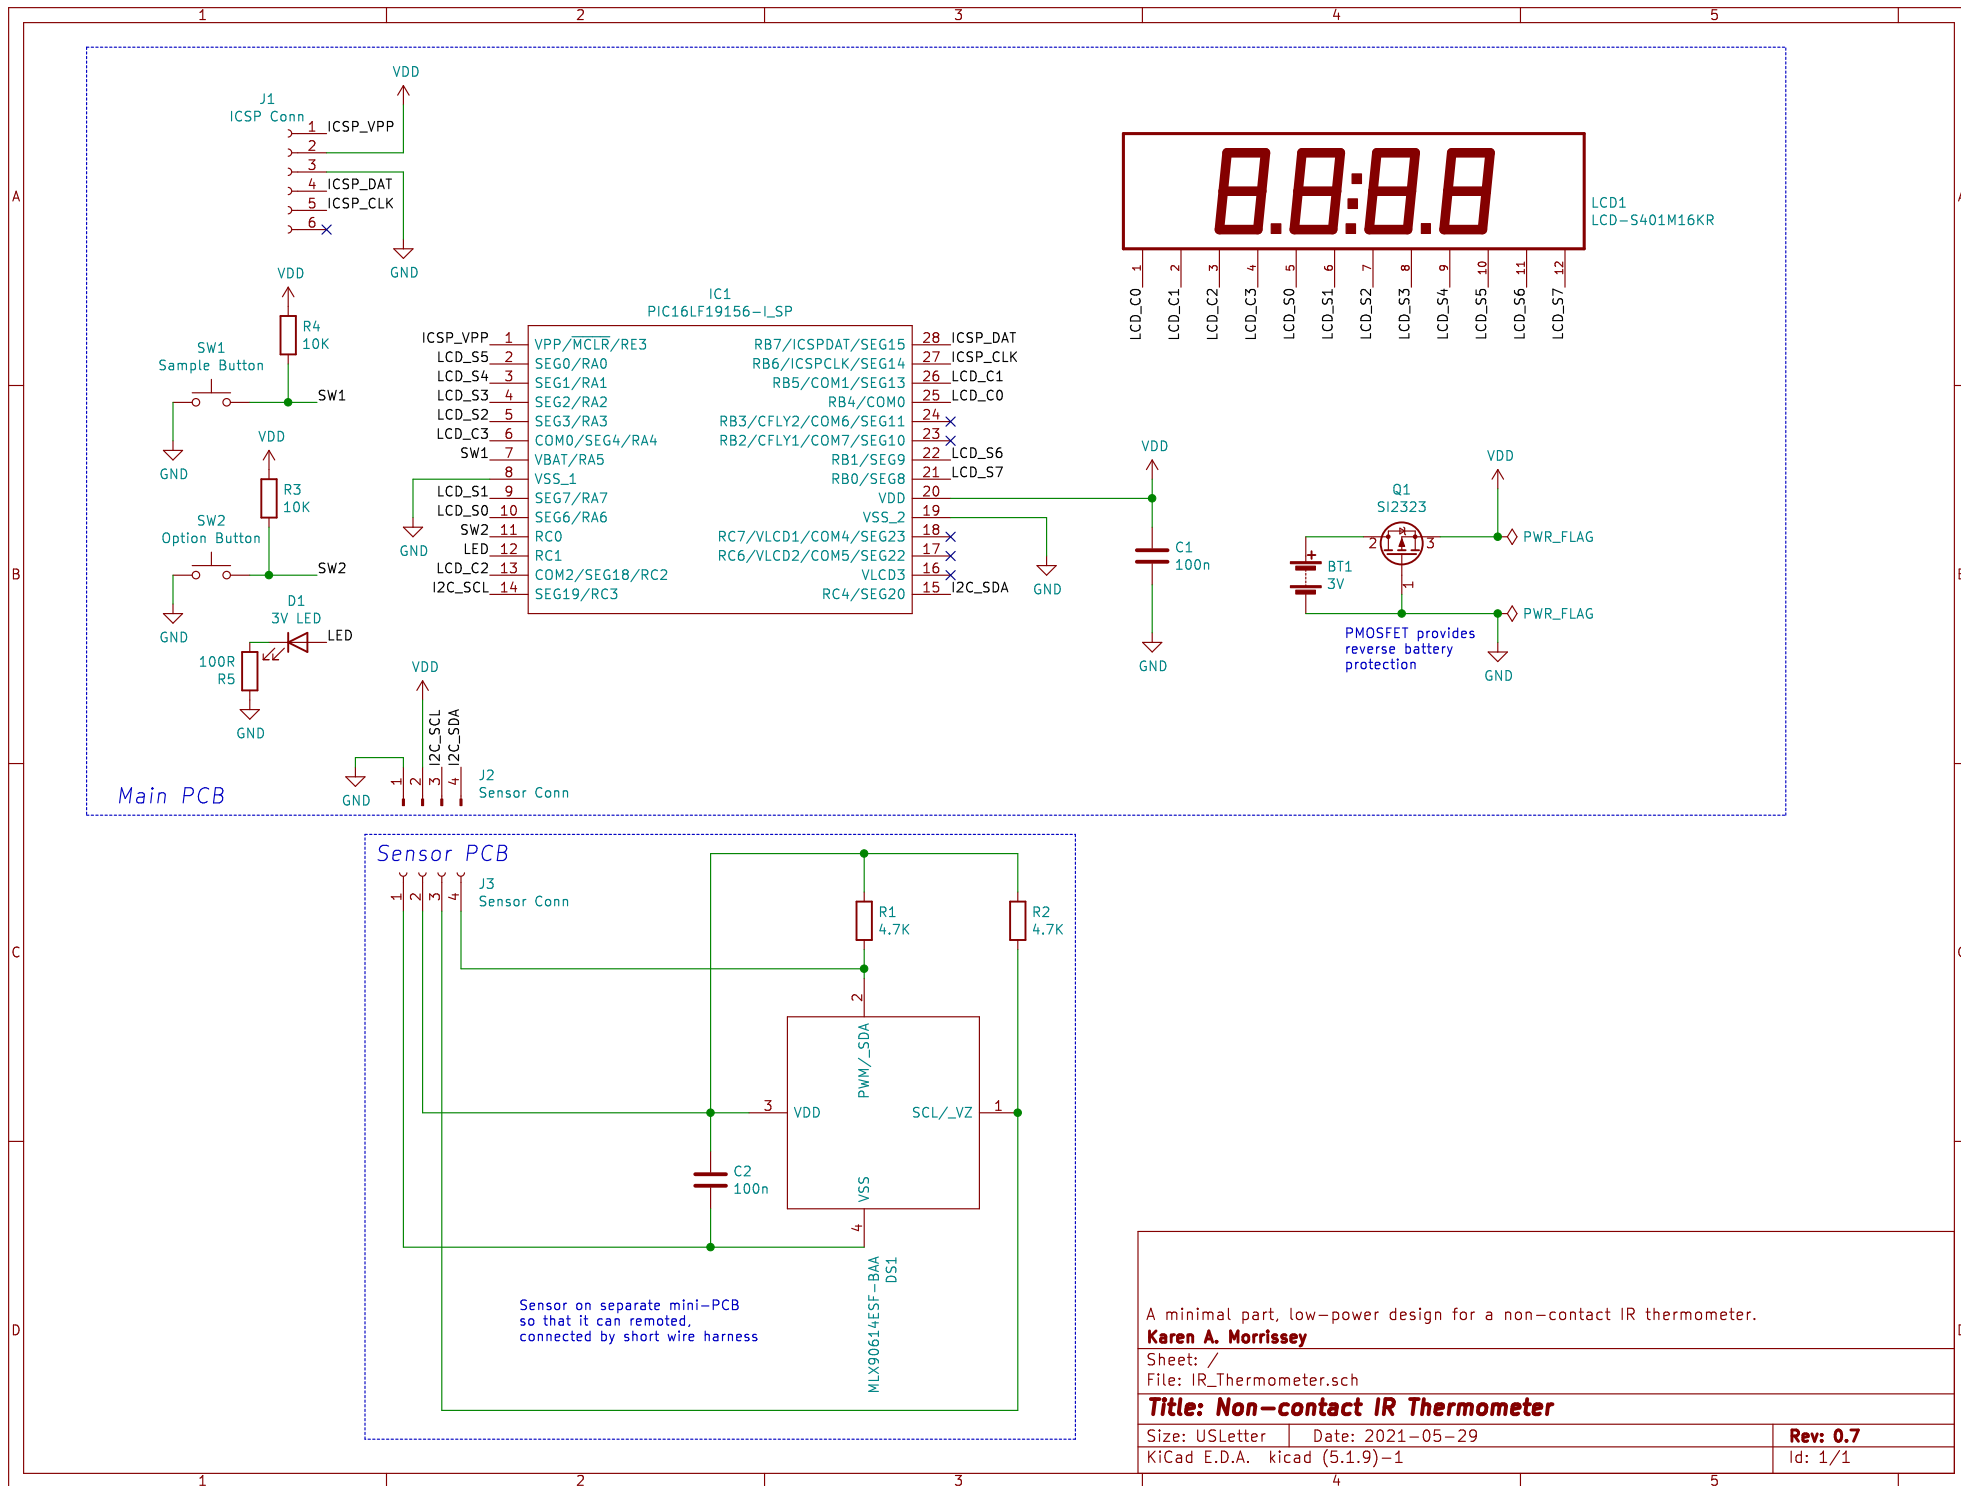 1 2 3 4 5
A
B
C
D
VDD
J1
ICSP Conn
1 ICSP_VPP
2
3
4 ICSP_DAT
5 ICSP_CLK
6
GND
VDD
R4
10K
SW1
Sample Button
SW1
GND
VDD
R3
10K
SW2
Option Button
SW2
GND
D1
3V LED
LED
100R
R5
GND
IC1
PIC16LF19156-I_SP
ICSP_VPP 1 VPP/MCLR/RE3
LCD_S5 2 SEG0/RA0
LCD_S4 3 SEG1/RA1
LCD_S3 4 SEG2/RA2
LCD_S2 5 SEG3/RA3
LCD_C3 6 COM0/SEG4/RA4
SW1 7 VBAT/RA5
8 VSS_1
LCD_S1 9 SEG7/RA7
LCD_S0 10 SEG6/RA6
SW2 11 RC0
LED 12 RC1
LCD_C2 13 COM2/SEG18/RC2
I2C_SCL 14 SEG19/RC3
GND
RB7/ICSPDAT/SEG15 28 ICSP_DAT
RB6/ICSPCLK/SEG14 27 ICSP_CLK
RB5/COM1/SEG13 26 LCD_C1
RB4/COM0 25 LCD_C0
RB3/CFLY2/COM6/SEG11 24
RB2/CFLY1/COM7/SEG10 23
RB1/SEG9 22 LCD_S6
RB0/SEG8 21 LCD_S7
VDD 20
VSS_2 19
RC7/VLCD1/COM4/SEG23 18
RC6/VLCD2/COM5/SEG22 17
VLCD3 16
RC4/SEG20 15 I2C_SDA
GND
VDD
C1
100n
GND
8.8:8.8
LCD1
LCD-S401M16KR
1 2 3 4 5 6 7 8 9 10 11 12
LCD_C0 LCD_C1 LCD_C2 LCD_C3 LCD_S0 LCD_S1 LCD_S2 LCD_S3 LCD_S4 LCD_S5 LCD_S6 LCD_S7
VDD
Q1
SI2323
2 3
1
PWR_FLAG
+
BT1
3V
PWR_FLAG
PMOSFET provides
reverse battery
protection
GND
VDD
I2C_SCL
I2C_SDA
GND
1 2 3 4
J2
Sensor Conn
Main PCB
Sensor PCB
1 2 3 4
J3
Sensor Conn
R1
4.7K
R2
4.7K
2
PWM/_SDA
3 VDD
SCL/_VZ 1
VSS
4
C2
100n
MLX90614ESF-BAA
DS1
Sensor on separate mini-PCB
so that it can remoted,
connected by short wire harness
A minimal part, low-power design for a non-contact IR thermometer.
Karen A. Morrissey
Sheet: /
File: IR_Thermometer.sch
Title: Non-contact IR Thermometer
Size: USLetter Date: 2021-05-29 Rev: 0.7
KiCad E.D.A. kicad (5.1.9)-1 Id: 1/1
1 2 3 4 5